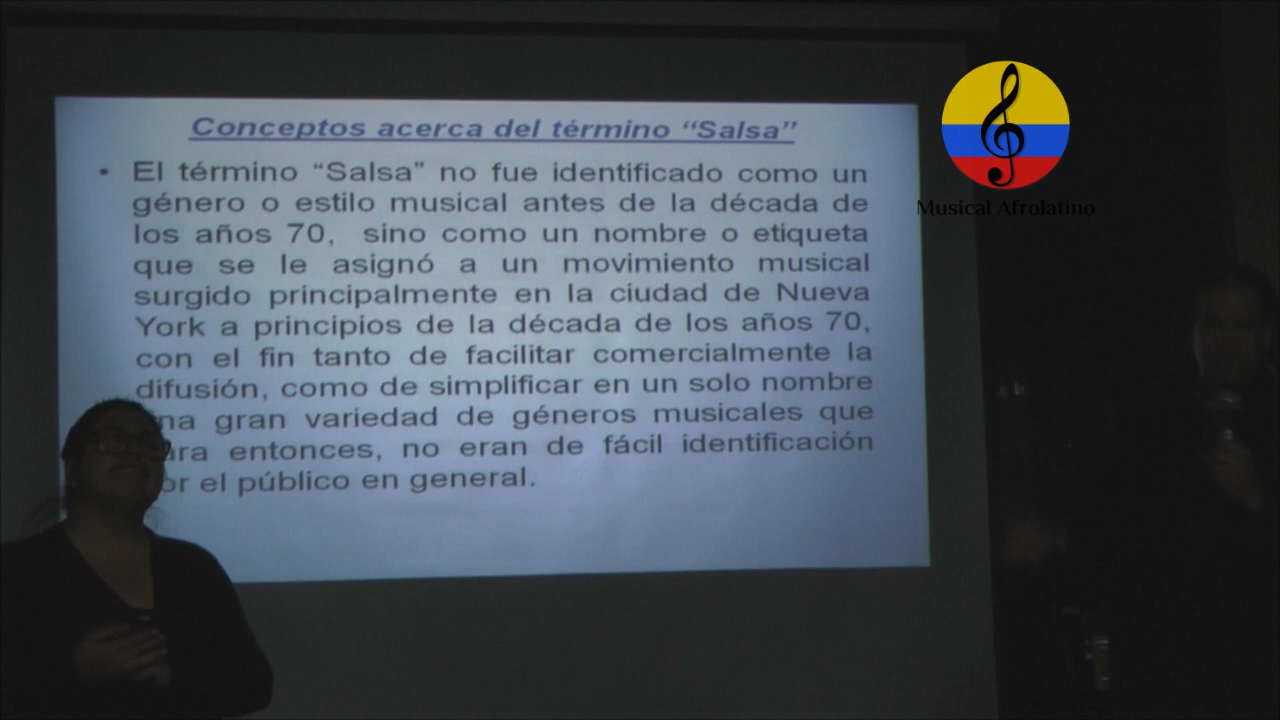 Conceptos acerca del término “Salsa”
• El término “Salsa” no fue identificado como un
género o estilo musical antes de la década de
los años 70, sino como un nombre o etiqueta
que se le asignó a un movimiento musical
surgido principalmente en la ciudad de Nueva
York a principios de la década de los años 70,
con el fin tanto de facilitar comercialmente la
difusión, como de simplificar en un solo nombre
gran variedad de géneros musicales que
entonces, no eran de fácil identificación
el público en general.
Musical Afrolatino